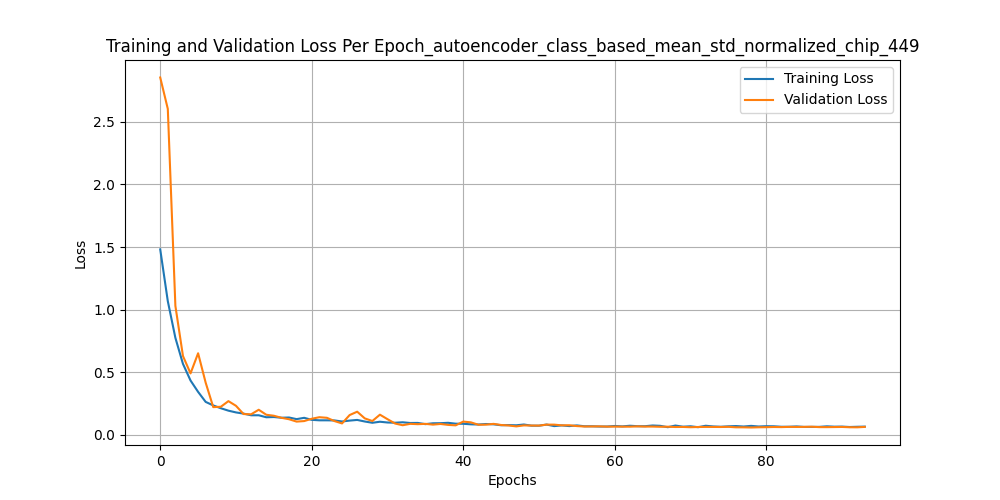 Training and Validation Loss Per Epoch_autoencoder_class_based_mean_std_normalized_chip_449
Training Loss
Validation Loss
Loss
2.5
2.0
1.5
1.0
0.5
0.0
0 20 40 60 80
Epochs